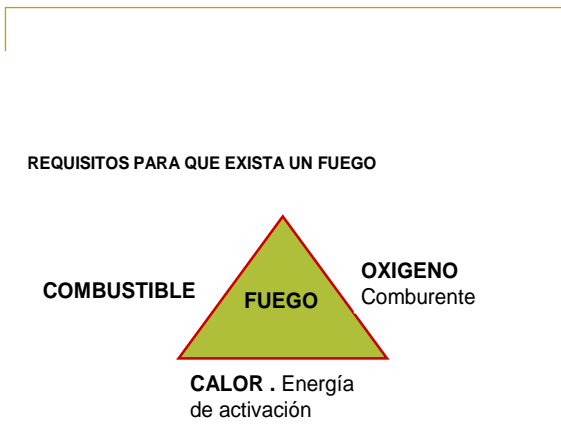 REQUISITOS PARA QUE EXISTA UN FUEGO
COMBUSTIBLE
FUEGO
OXIGENO
Comburente
CALOR . Energía
de activación